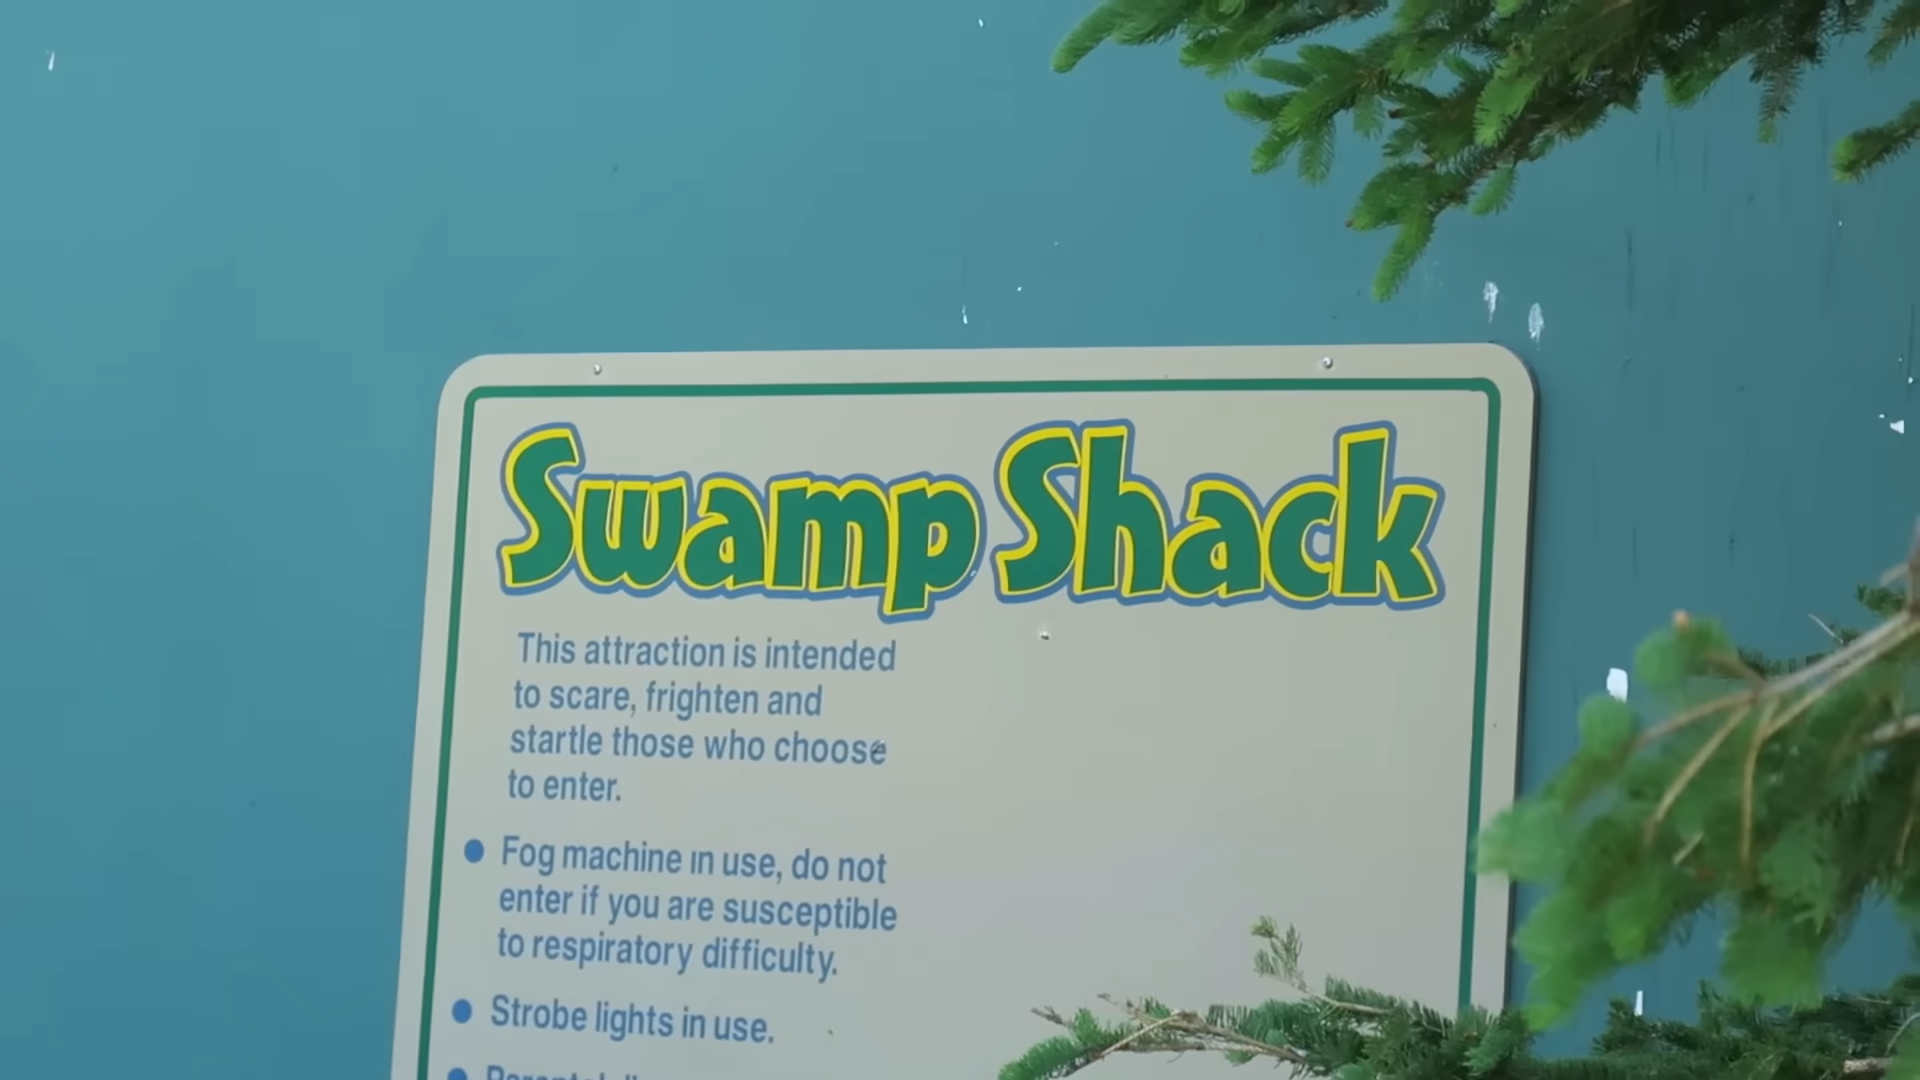 Swamp Shack
This attraction is intended
to scare, frighten and
startle those who choose
to enter.
● Fog machine in use, do not
enter if you are susceptible
to respiratory difficulty.
● Strobe lights in use.
● Parental